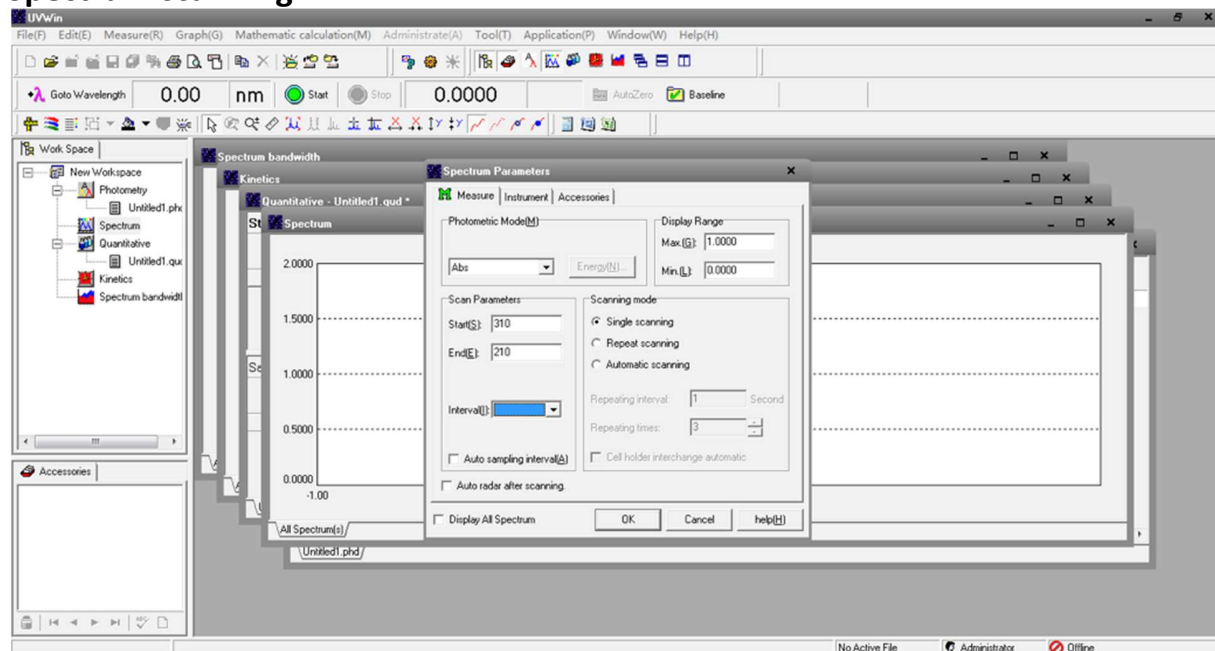 UVWin
File(F) Edit(E) Measure(R) Graph(G) Mathematic calculation(M) Administrate(A) Tool(T) Application(P) Window(W) Help(H)
Goto Wavelength 0.00 nm Start Stop 0.0000 AutoZero Baseline
Work Space
New Workspace
Photometry
Untitled1.ph
Spectrum
Quantitative
Untitled1.qu
Kinetics
Spectrum bandwidt
Accessories
Spectrum bandwidth
Kinetics
Quantitative - Untitled1.qud *
St
Se
Spectrum
2.0000
1.5000
1.0000
0.5000
0.0000
-1.00
All Spectrum(s)
Untitled1.phd
Spectrum Parameters
Measure Instrument Accessories
Photometric Mode(M)
Abs Energy(N)...
Display Range
Max.(G): 1.0000
Min.(L): 0.0000
Scan Parameters
Start(S): 310
End(E): 210
Interval(I):
Auto sampling interval(A)
Scanning mode
Single scanning
Repeat scanning
Automatic scanning
Repeating interval: 1 Second
Repeating times: 3
Cell holder interchange automatic
Auto radar after scanning.
Display All Spectrum OK Cancel help(H)
No Active File Administrator Offline